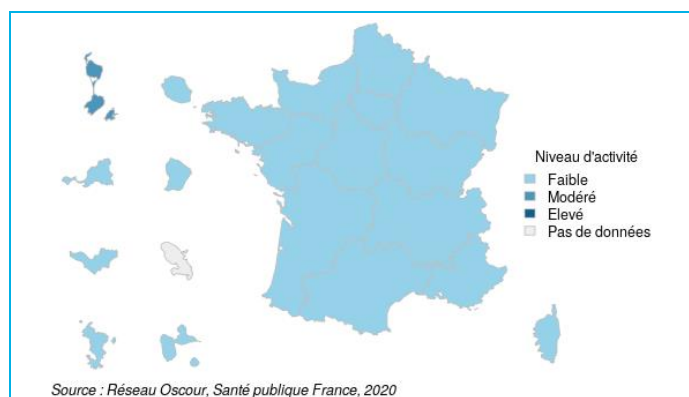 Niveau d'activité
Faible
Modéré
Elevé
Pas de données
Source : Réseau Oscour, Santé publique France, 2020